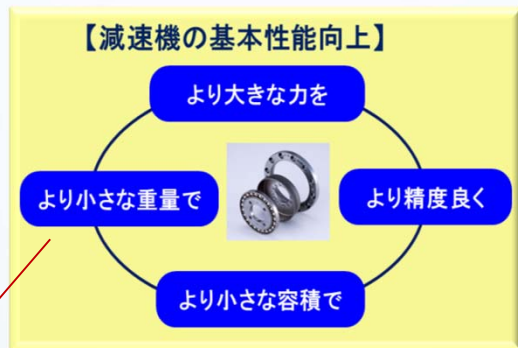 【減速機の基本性能向上】
より大きな力を
より小さな重量で
より精度良く
より小さな容積で